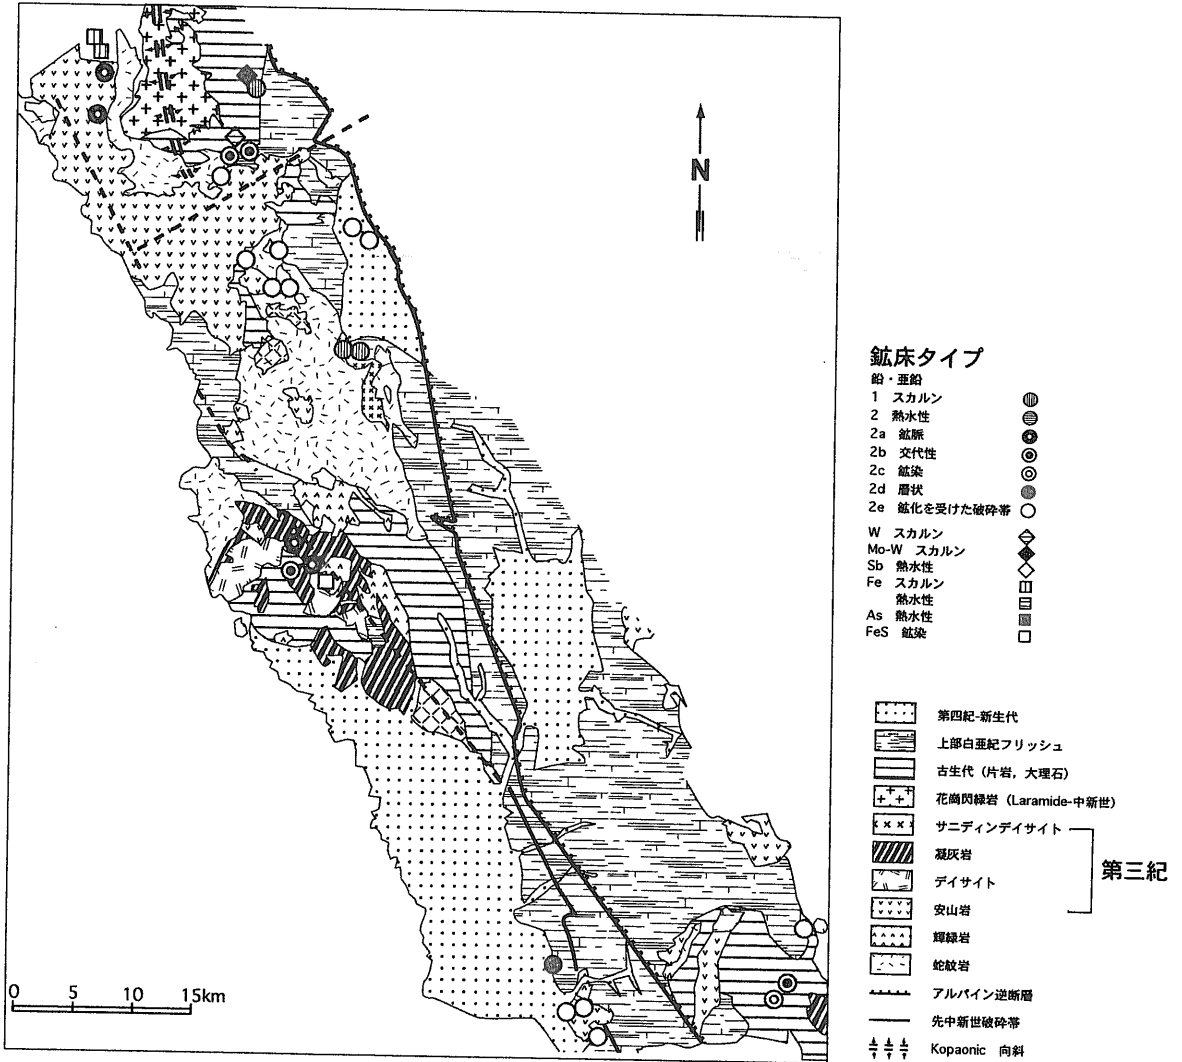 N
0 5 10 15km
鉱床タイプ
鉛・亜鉛
1 スカルン
2 熱水性
2a 鉱脈
2b 交代性
2c 鉱染
2d 層状
2e 鉱化を受けた破砕帯
W スカルン
Mo-W スカルン
Sb 熱水性
Fe スカルン
熱水性
As 熱水性
FeS 鉱染
第四紀-新生代
上部白亜紀フリッシュ
古生代（片岩，大理石）
花崗閃緑岩（Laramide-中新世）
サニディンデイサイト
凝灰岩
デイサイト
安山岩
第三紀
輝緑岩
蛇紋岩
アルパイン逆断層
先中新世破砕帯
Kopaonic 向斜